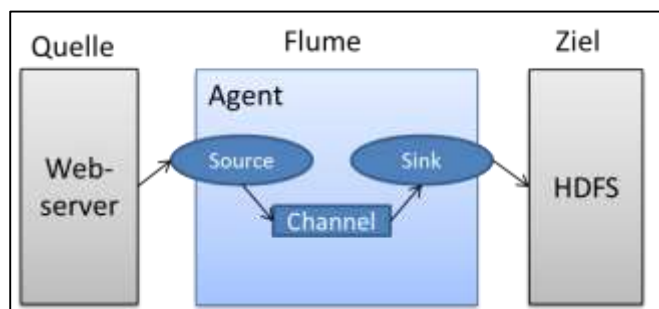 Quelle
Flume
Ziel
Agent
Web-
server
Source
Sink
Channel
HDFS